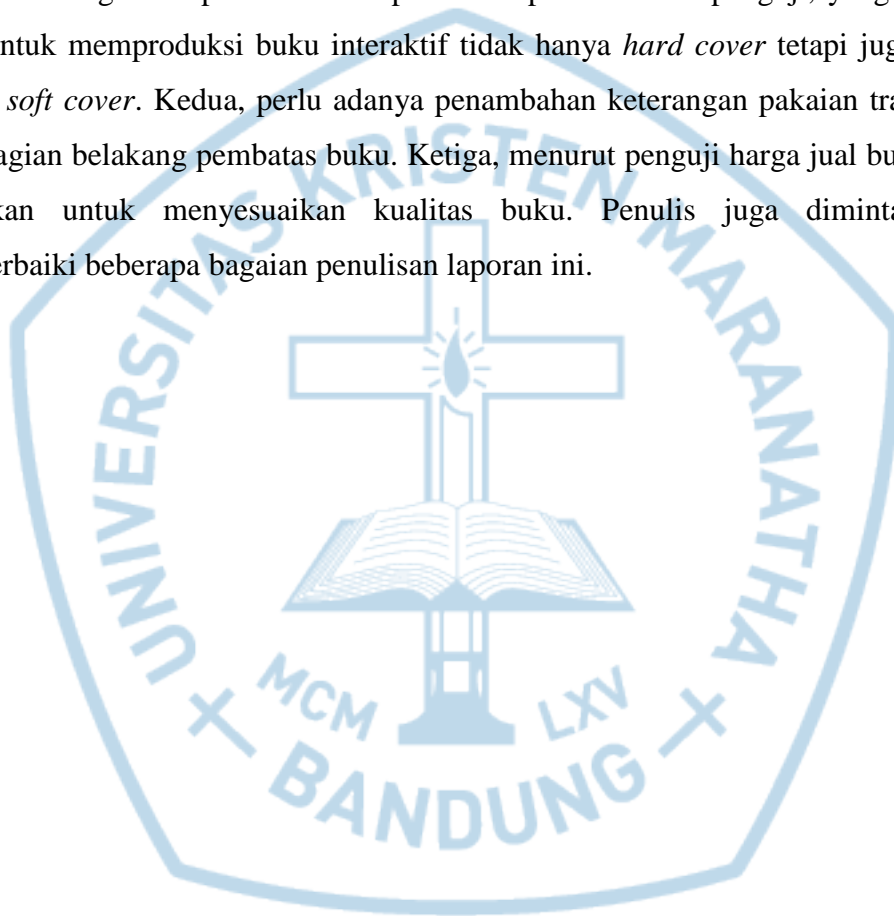 untuk memproduksi buku interaktif tidak hanya hard cover tetapi
soft cover. Kedua, perlu adanya penambahan keterangan pakaian
belakang pembatas buku. Ketiga, menurut penguji harga jual
untuk menyesuaikan kualitas buku. Penulis juga
beberapa bagaian penulisan laporan ini.
UNIVERSITAS KRISTEN MARANATHA
MCM LXV
BANDUNG